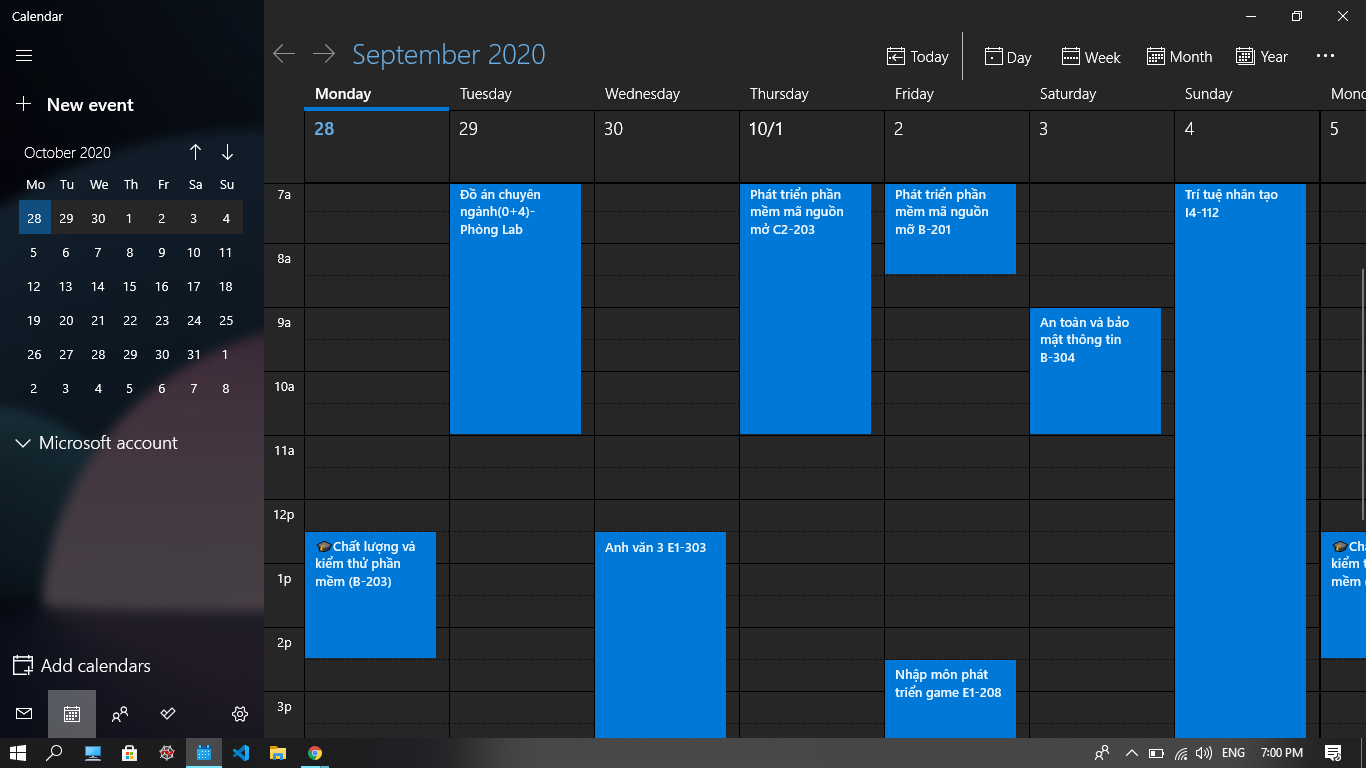 Calendar
New event
October 2020
Mo Tu We Th Fr Sa Su
28 29 30 1 2 3 4
5 6 7 8 9 10 11
12 13 14 15 16 17 18
19 20 21 22 23 24 25
26 27 28 29 30 31 1
2 3 4 5 6 7 8
Microsoft account
Add calendars
September 2020
Today Day Week Month Year
Monday Tuesday Wednesday Thursday Friday Saturday Sunday
28 29 30 10/1 2 3 4 5
7a
8a
9a
10a
11a
12p
1p
2p
3p
🎓Chất lượng và
kiểm thử phần
mềm (B-203)
Đồ án chuyên
ngành(0+4)-
Phòng Lab
Anh văn 3 E1-303
Phát triển phần
mềm mã nguồn
mở C2-203
Phát triển phần
mềm mã nguồn
mỡ B-201
Nhập môn phát
triển game E1-208
An toàn và bảo
mật thông tin
B-304
Trí tuệ nhân tạo
I4-112
ENG 7:00 PM